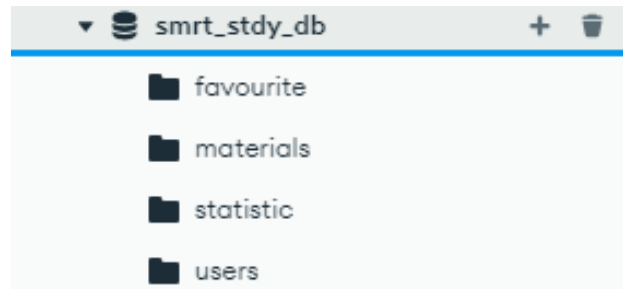 smrt_stdy_db
favourite
materials
statistic
users